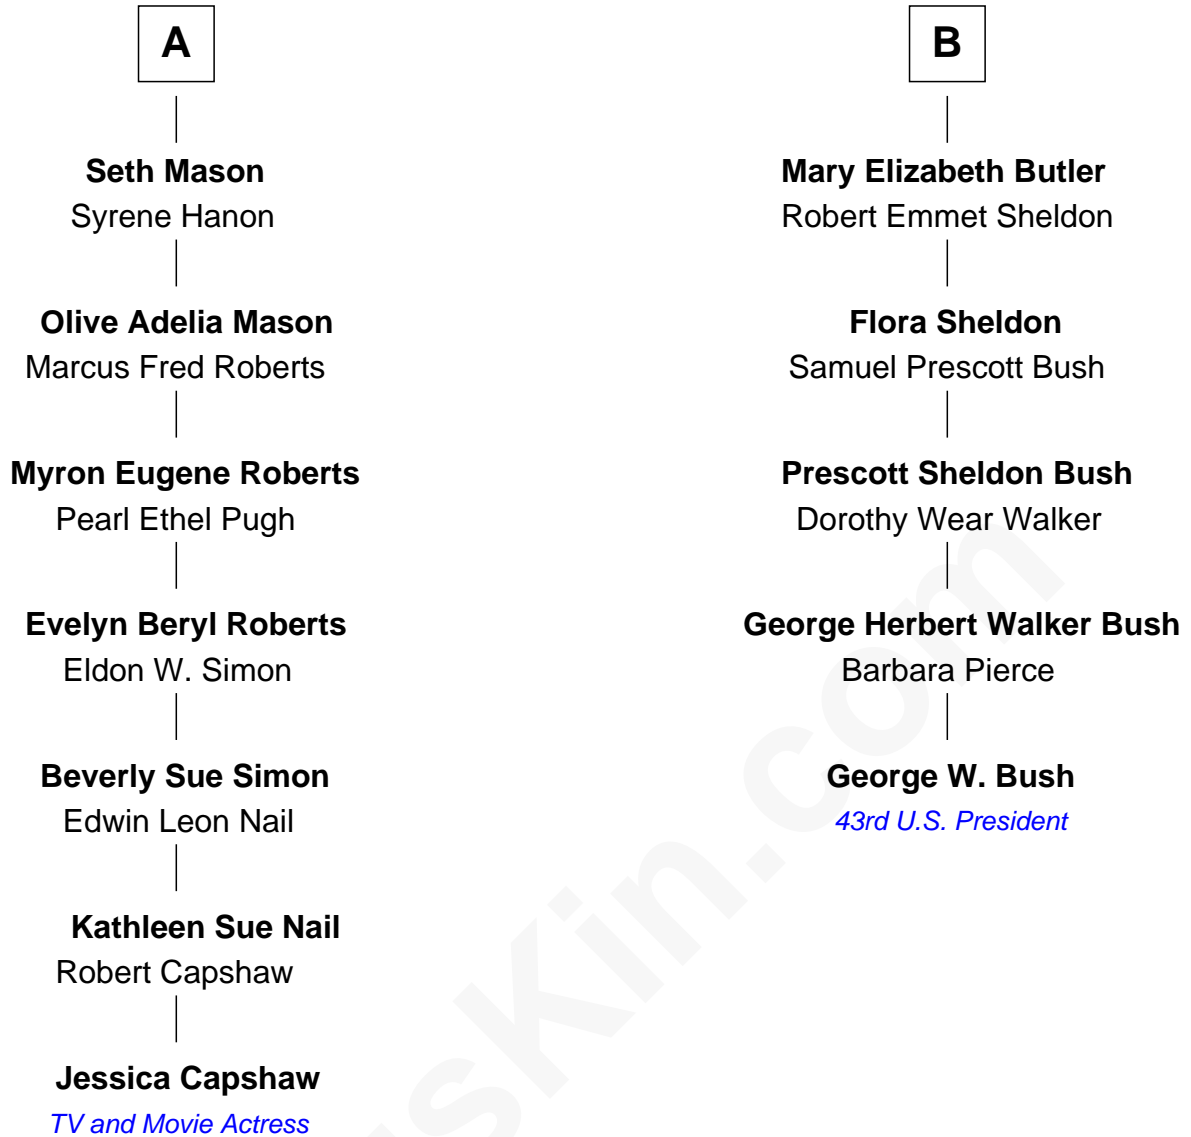 A
Seth Mason
Syrene Hanon
Olive Adelia Mason
Marcus Fred Roberts
Myron Eugene Roberts
Pearl Ethel Pugh
Evelyn Beryl Roberts
Eldon W. Simon
Beverly Sue Simon
Edwin Leon Nail
Kathleen Sue Nail
Robert Capshaw
Jessica Capshaw
TV and Movie Actress
B
Mary Elizabeth Butler
Robert Emmet Sheldon
Flora Sheldon
Samuel Prescott Bush
Prescott Sheldon Bush
Dorothy Wear Walker
George Herbert Walker Bush
Barbara Pierce
George W. Bush
43rd U.S. President
usKin.com